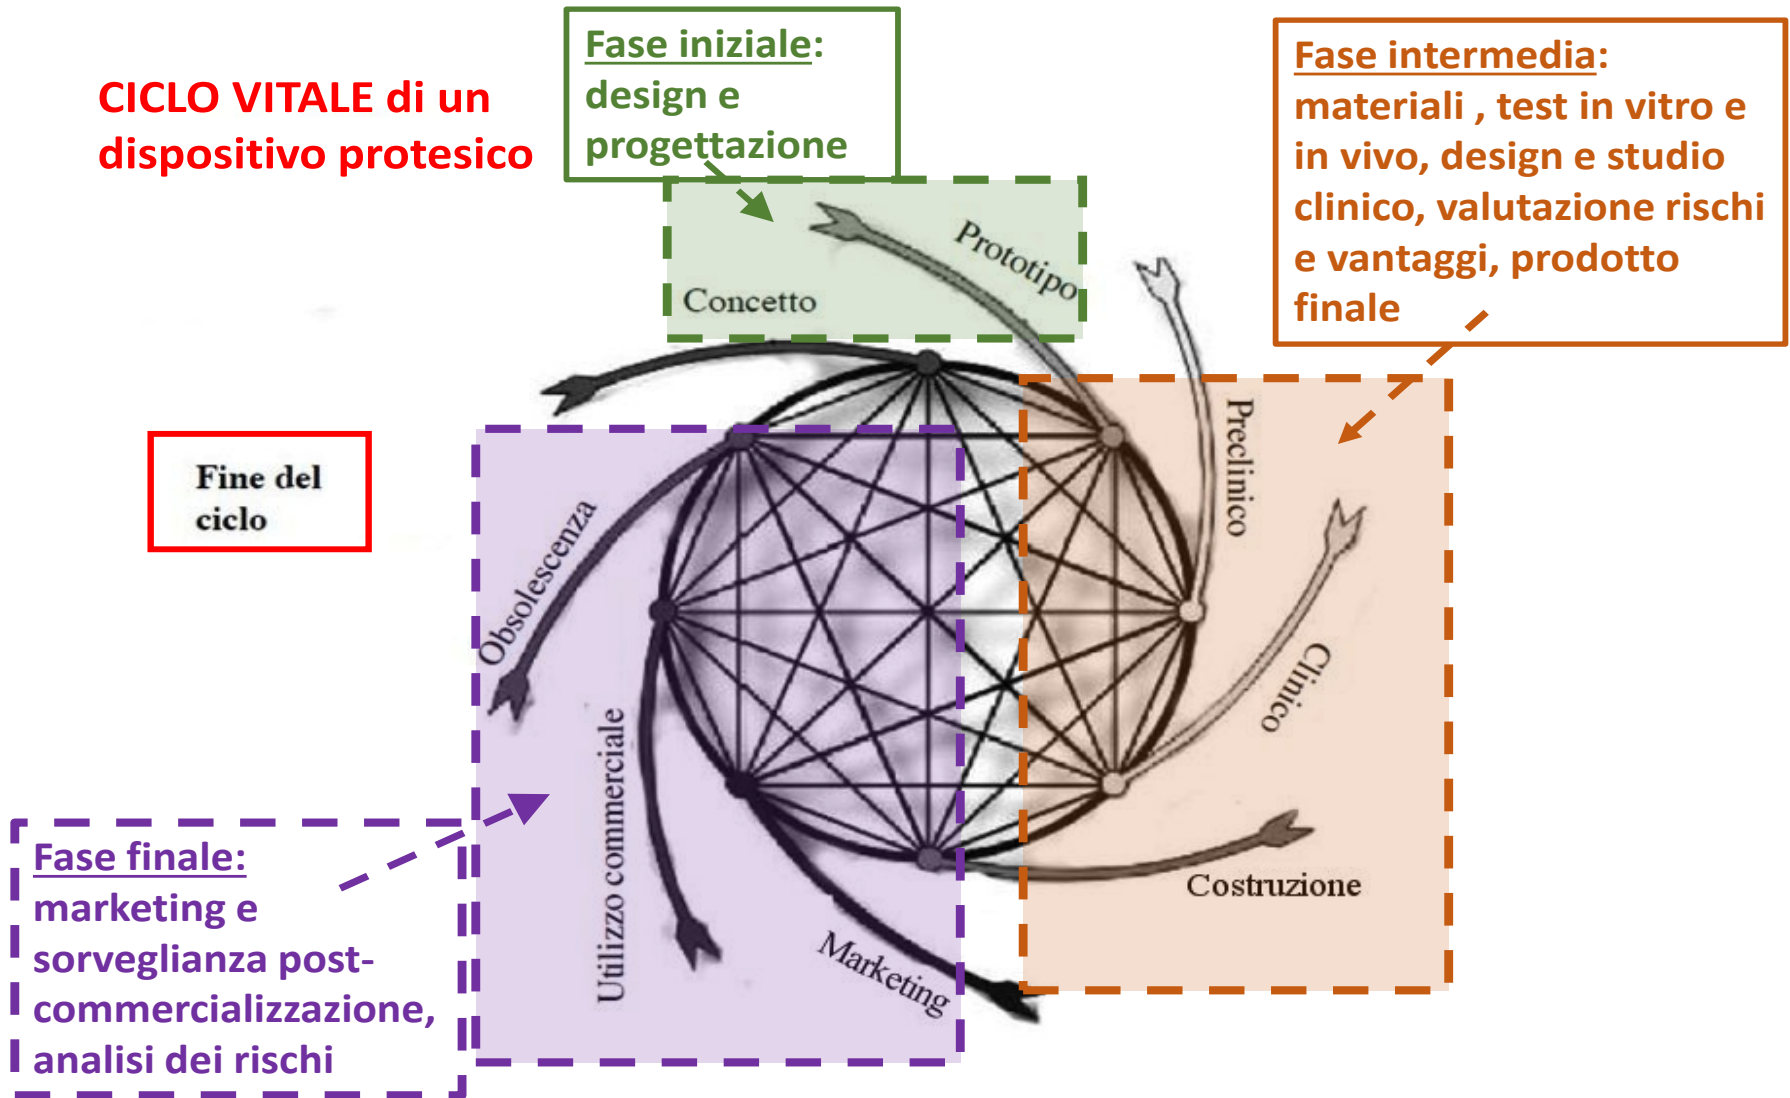 CICLO VITALE di un
dispositivo protesico
Fase iniziale:
design e
progettazione
Fase intermedia:
materiali , test in vitro e
in vivo, design e studio
clinico, valutazione rischi
e vantaggi, prodotto
finale
Concetto
Prototipo
Preclinico
Clinico
Costruzione
Marketing
Utilizzo commerciale
Obsolescenza
Fine del
ciclo
Fase finale:
marketing e
sorveglianza post-
commercializzazione,
analisi dei rischi